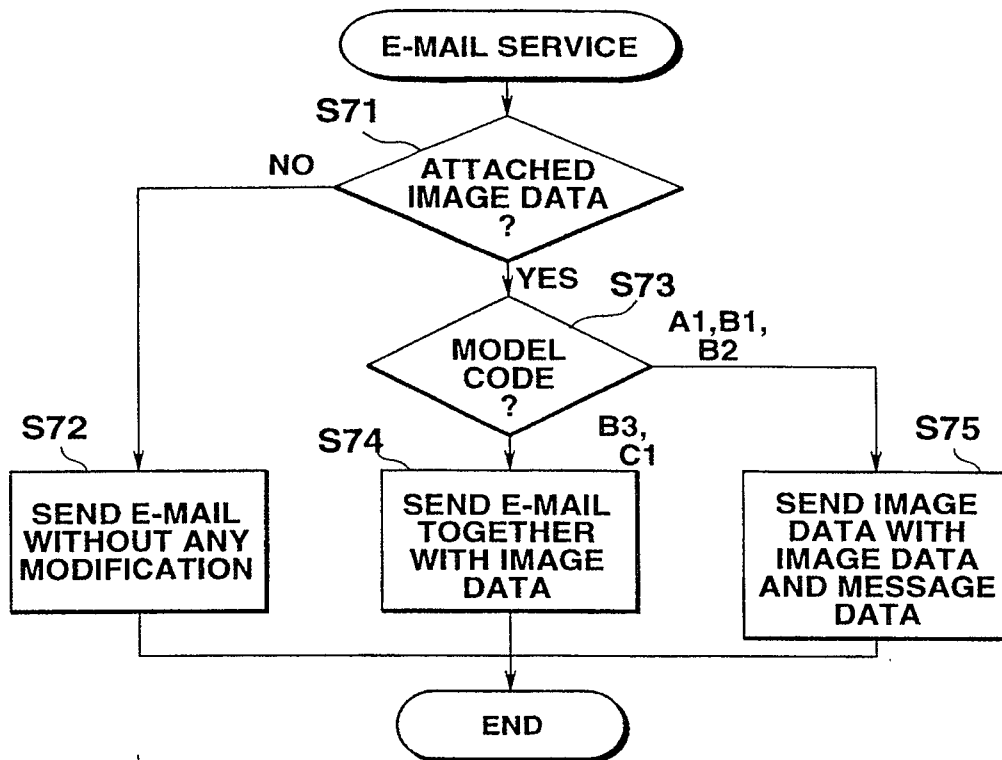 E-MAIL SERVICE
S71
NO
ATTACHED
IMAGE DATA
?
YES
S73
A1,B1,
B2
MODEL
CODE
?
B3,
C1
S72
SEND E-MAIL
WITHOUT ANY
MODIFICATION
S74
SEND E-MAIL
TOGETHER
WITH IMAGE
DATA
S75
SEND IMAGE
DATA WITH
IMAGE DATA
AND MESSAGE
DATA
END